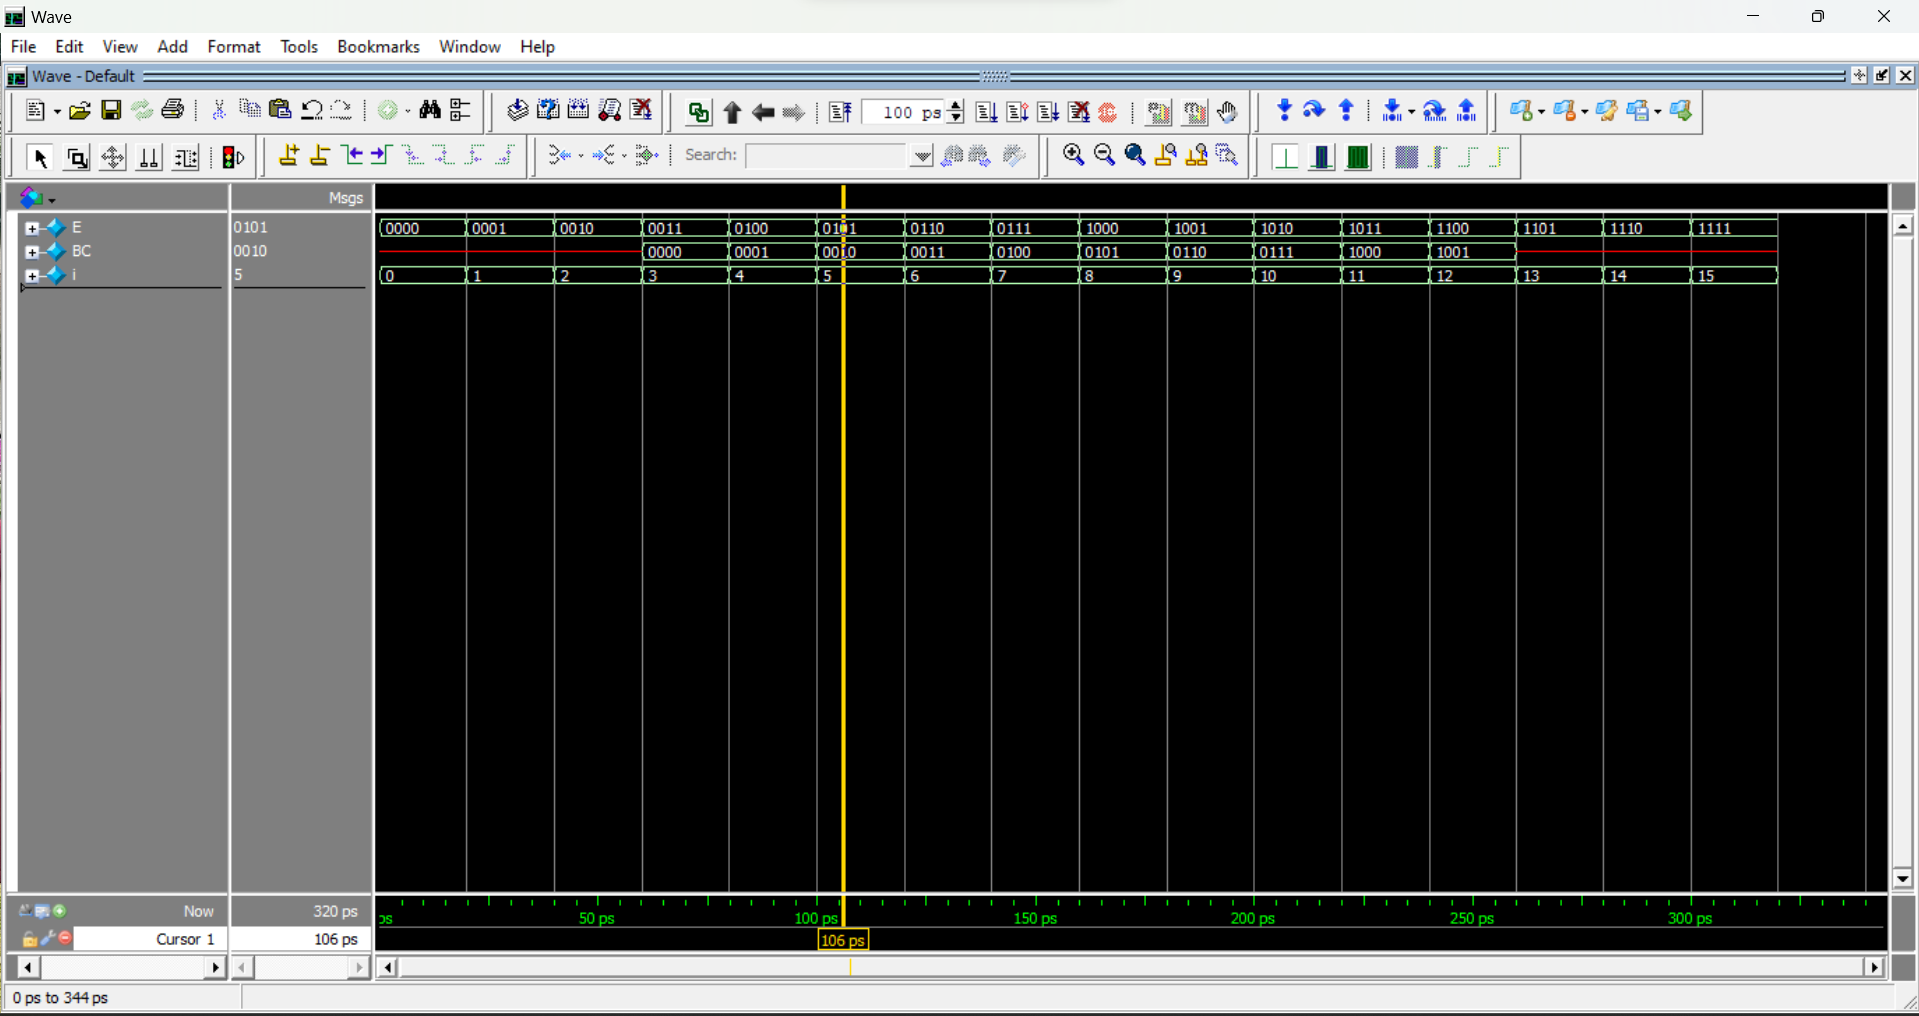 Wave
File Edit View Add Format Tools Bookmarks Window Help
Wave - Default
100 ps
Search:
Msgs
E 0101 0000 0001 0010 0011 0100 0101 0110 0111 1000 1001 1010 1011 1100 1101 1110 1111
BC 0010 0000 0001 0010 0011 0100 0101 0110 0111 1000 1001
i 5 0 1 2 3 4 5 6 7 8 9 10 11 12 13 14 15
Now 320 ps ps 50 ps 100 ps 150 ps 200 ps 250 ps 300 ps
Cursor 1 106 ps 106 ps
0 ps to 344 ps